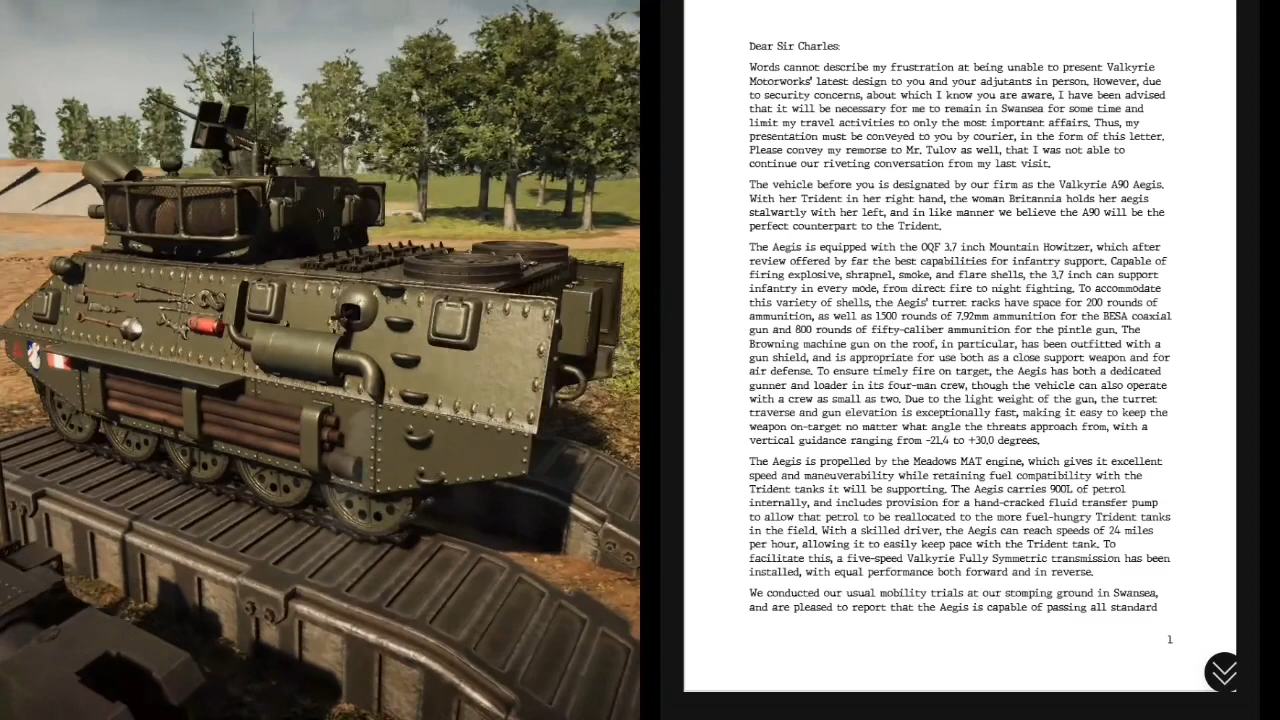 Dear Sir Charles:
Words cannot describe my frustration at being unable to present Valkyrie
Motorworks' latest design to you and your adjutants in person. However, due
to security concerns, about which I know you are aware, I have been advised
that it will be necessary for me to remain in Swansea for some time and
limit my travel activities to only the most important affairs. Thus, my
presentation must be conveyed to you by courier, in the form of this letter.
Please convey my remorse to Mr. Tulov as well, that I was not able to
continue our riveting conversation from my last visit.
The vehicle before you is designated by our firm as the Valkyrie A90 Aegis.
With her Trident in her right hand, the woman Britannia holds her aegis
stalwartly with her left, and in like manner we believe the A90 will be the
perfect counterpart to the Trident.
The Aegis is equipped with the OQF 3.7 inch Mountain Howitzer, which after
review offered by far the best capabilities for infantry support. Capable of
firing explosive, shrapnel, smoke, and flare shells, the 3.7 inch can support
infantry in every mode, from direct fire to night fighting. To accommodate
this variety of shells, the Aegis' turret racks have space for 200 rounds of
ammunition, as well as 1500 rounds of 7.92mm ammunition for the BESA coaxial
gun and 800 rounds of fifty-caliber ammunition for the pintle gun. The
Browning machine gun on the roof, in particular, has been outfitted with a
gun shield, and is appropriate for use both as a close support weapon and for
air defense. To ensure timely fire on target, the Aegis has both a dedicated
gunner and loader in its four-man crew, though the vehicle can also operate
with a crew as small as two. Due to the light weight of the gun, the turret
traverse and gun elevation is exceptionally fast, making it easy to keep the
weapon on-target no matter what angle the threats approach from, with a
vertical guidance ranging from -21.4 to +30.0 degrees.
The Aegis is propelled by the Meadows MAT engine, which gives it excellent
speed and maneuverability while retaining fuel compatibility with the
Trident tanks it will be supporting. The Aegis carries 900L of petrol
internally, and includes provision for a hand-cracked fluid transfer pump
to allow that petrol to be reallocated to the more fuel-hungry Trident tanks
in the field. With a skilled driver, the Aegis can reach speeds of 24 miles
per hour, allowing it to easily keep pace with the Trident tank. To
facilitate this, a five-speed Valkyrie Fully Symmetric transmission has been
installed, with equal performance both forward and in reverse.
We conducted our usual mobility trials at our stomping ground in Swansea,
and are pleased to report that the Aegis is capable of passing all standard
1